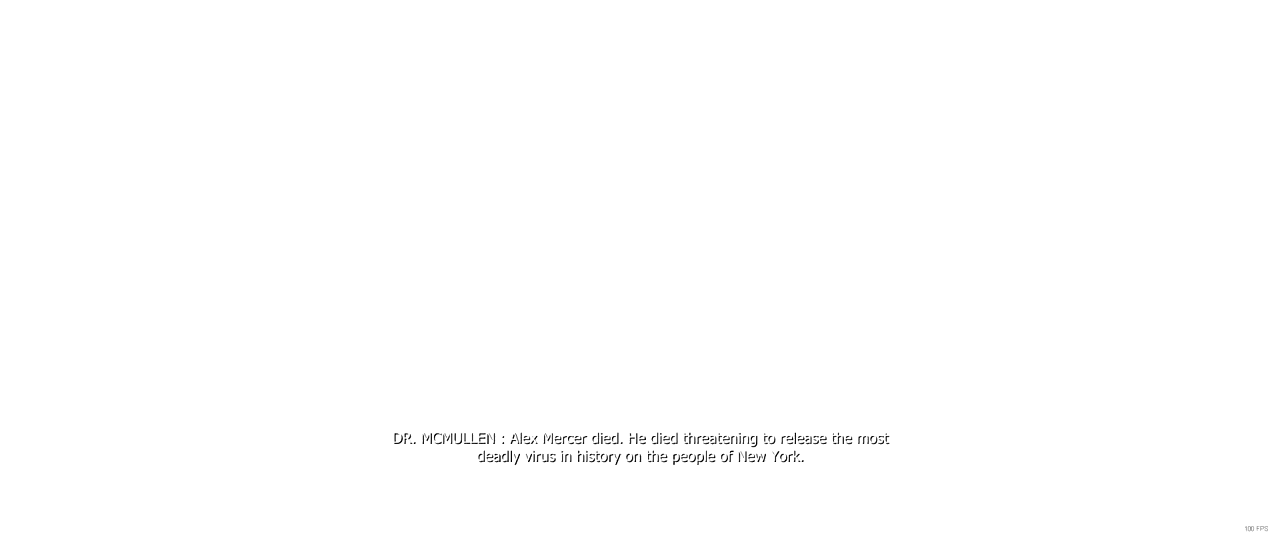 DR. MCMULLEN : Alex Mercer died. He died threatening to release the most
deadly virus in history on the people of New York.
100 FPS